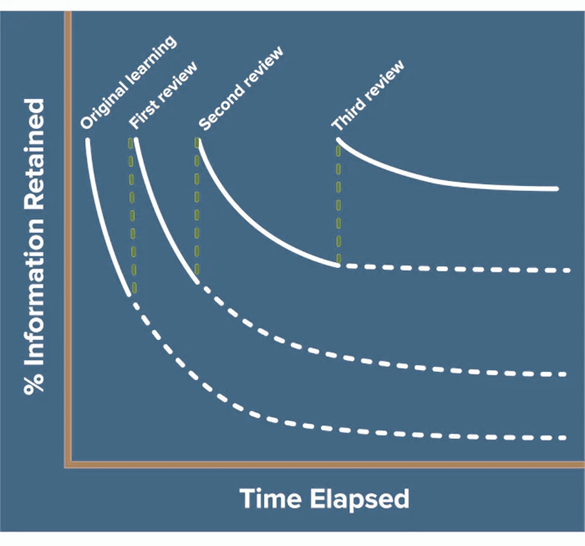 Original learning
First review
Second review
Third review
% Information Retained
Time Elapsed